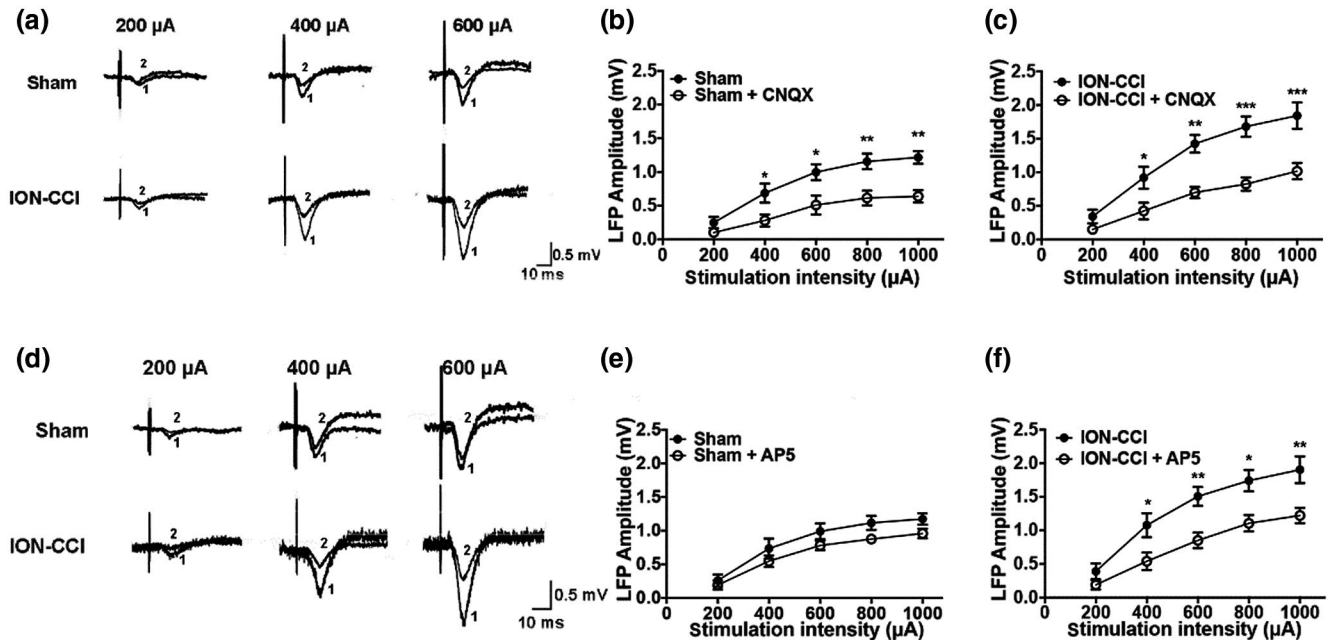 (a)
200 µA
400 µA
600 µA
Sham
2
1
2
1
2
1
ION-CCI
2
1
2
1
2
1
0.5 mV
10 ms
(b)
LFP Amplitude (mV)
2.5
2.0
1.5
1.0
0.5
0.0
Sham
Sham + CNQX
*
*
**
**
0
200
400
600
800
1000
Stimulation intensity (µA)
(c)
LFP Amplitude (mV)
2.5
2.0
1.5
1.0
0.5
0.0
ION-CCI
ION-CCI + CNQX
*
**
***
***
0
200
400
600
800
1000
Stimulation intensity (µA)
(d)
200 µA
400 µA
600 µA
Sham
2
1
2
1
2
1
ION-CCI
2
1
2
1
2
1
0.5 mV
10 ms
(e)
LFP Amplitude (mV)
2.5
2.0
1.5
1.0
0.5
0.0
Sham
Sham + AP5
0
200
400
600
800
1000
Stimulation intensity (µA)
(f)
LFP Amplitude (mV)
2.5
2.0
1.5
1.0
0.5
0.0
ION-CCI
ION-CCI + AP5
*
**
*
**
0
200
400
600
800
1000
Stimulation intensity (µA)